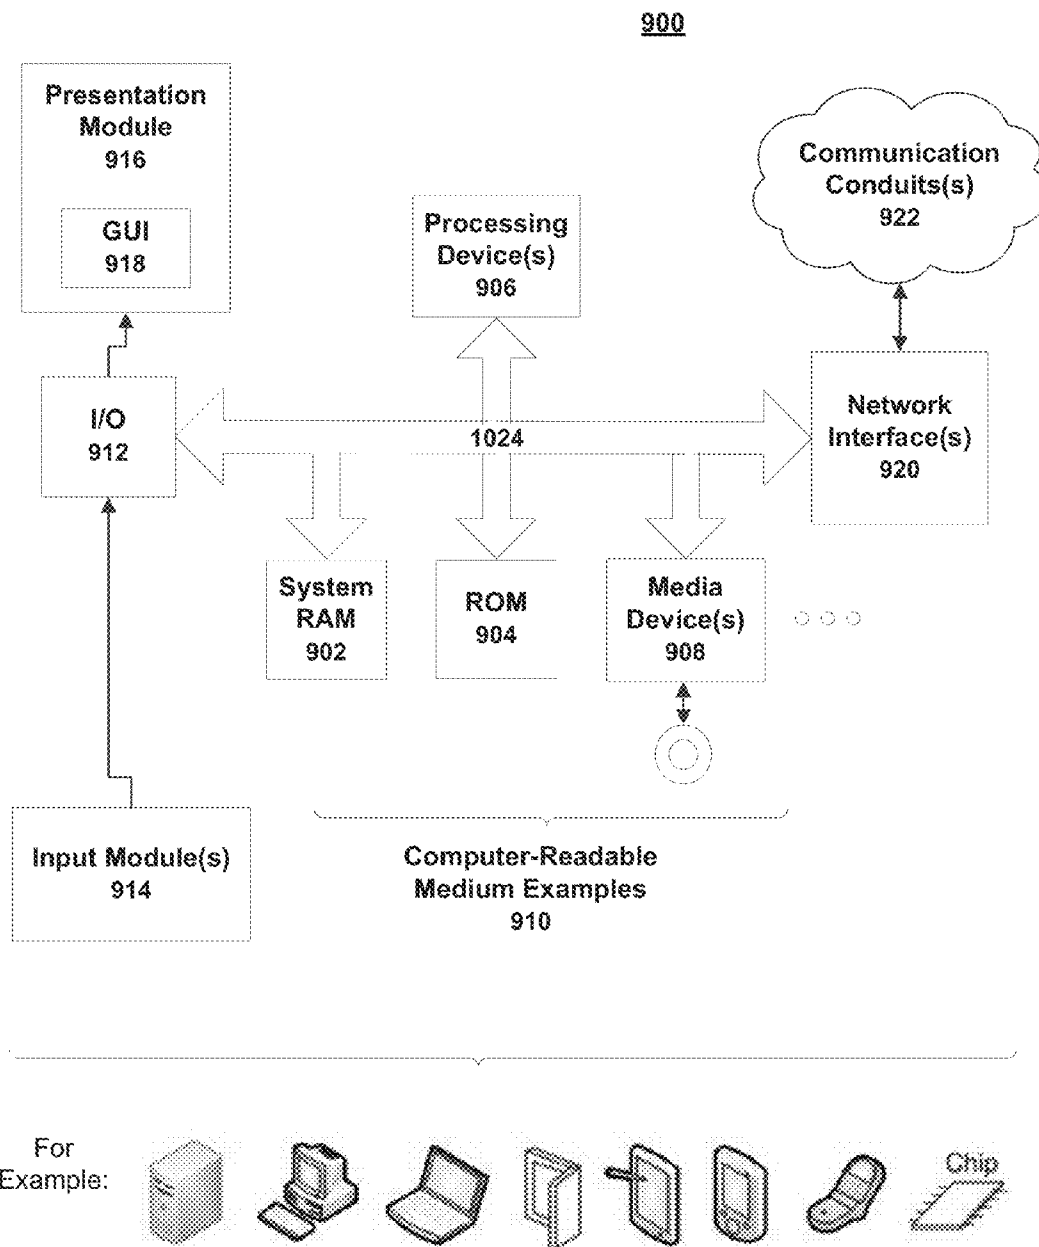 900
Presentation
Module
916
GUI
918
Processing
Device(s)
906
Communication
Conduits(s)
922
I/O
912
1024
Network
Interface(s)
920
System
RAM
902
ROM
904
Media
Device(s)
908
Input Module(s)
914
Computer-Readable
Medium Examples
910
For
Example:
Chip